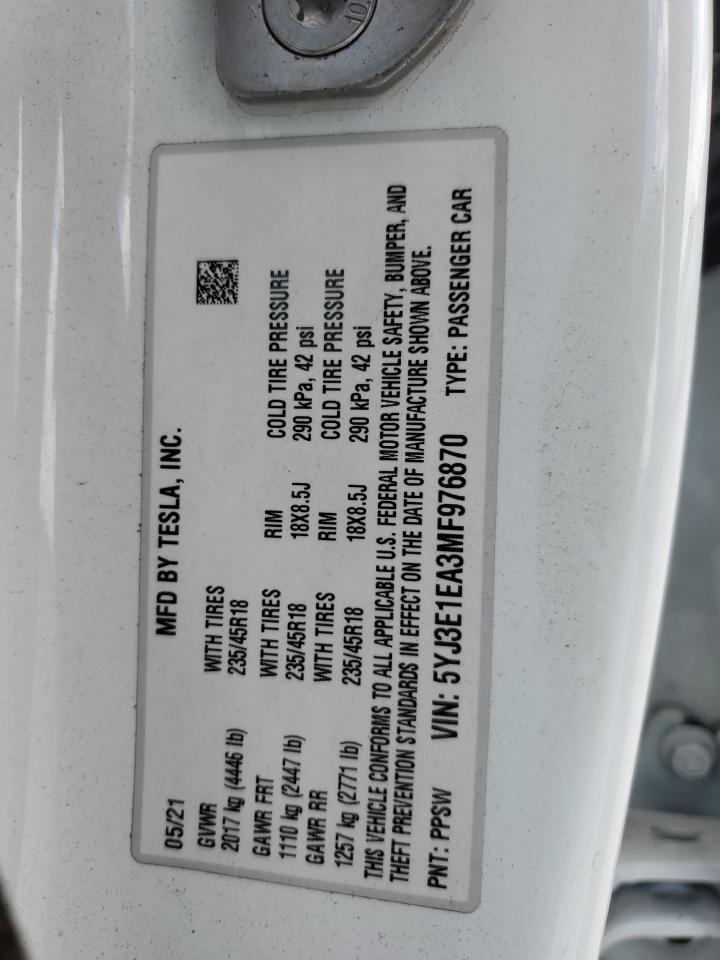 10.
05/21 MFD BY TESLA, INC.
GVWR WITH TIRES
2017 kg (4446 lb) 235/45R18
GAWR FRT WITH TIRES RIM COLD TIRE PRESSURE
1110 kg (2447 lb) 235/45R18 18X8.5J 290 kPa, 42 psi
GAWR RR WITH TIRES RIM COLD TIRE PRESSURE
1257 kg (2771 lb) 235/45R18 18X8.5J 290 kPa, 42 psi
THIS VEHICLE CONFORMS TO ALL APPLICABLE U.S. FEDERAL MOTOR VEHICLE SAFETY, BUMPER, AND
THEFT PREVENTION STANDARDS IN EFFECT ON THE DATE OF MANUFACTURE SHOWN ABOVE.
PNT: PPSW VIN: 5YJ3E1EA3MF976870 TYPE: PASSENGER CAR